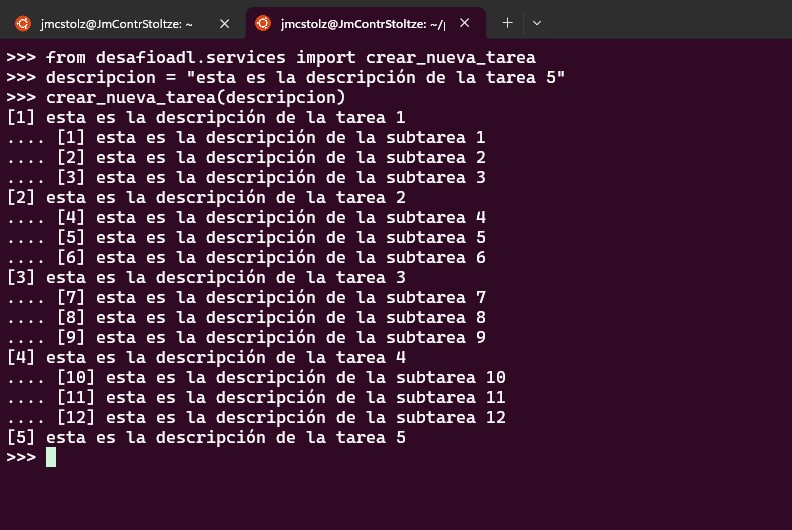 jmcstolz@JmContrStoltze: ~
jmcstolz@JmContrStoltze: ~/p
>>> from desafioadl.services import crear_nueva_tarea
>>> descripcion = "esta es la descripción de la tarea 5"
>>> crear_nueva_tarea(descripcion)
[1] esta es la descripción de la tarea 1
.... [1] esta es la descripción de la subtarea 1
.... [2] esta es la descripción de la subtarea 2
.... [3] esta es la descripción de la subtarea 3
[2] esta es la descripción de la tarea 2
.... [4] esta es la descripción de la subtarea 4
.... [5] esta es la descripción de la subtarea 5
.... [6] esta es la descripción de la subtarea 6
[3] esta es la descripción de la tarea 3
.... [7] esta es la descripción de la subtarea 7
.... [8] esta es la descripción de la subtarea 8
.... [9] esta es la descripción de la subtarea 9
[4] esta es la descripción de la tarea 4
.... [10] esta es la descripción de la subtarea 10
.... [11] esta es la descripción de la subtarea 11
.... [12] esta es la descripción de la subtarea 12
[5] esta es la descripción de la tarea 5
>>>